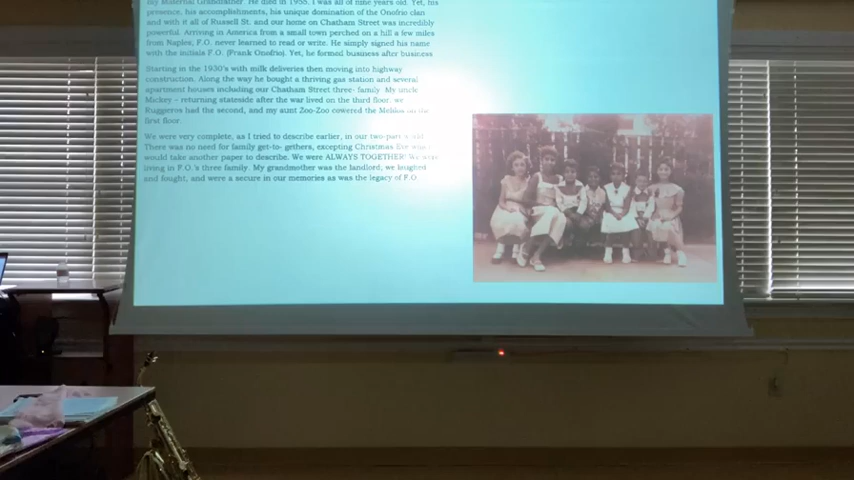 my Maternal Grandfather. He died in 1955, I was all of nine years old. Yet, his
presence, his accomplishments, his unique domination of the Onofrio clan
and with it all of Russell St. and our home on Chatham Street was incredibly
powerful. Arriving in America from a small town perched on a hill a few miles
from Naples, F.O. never learned to read or write. He simply signed his name
with the initials F.O. (Frank Onofrio). Yet, he formed business after business.
Starting in the 1930's with milk deliveries then moving into highway
construction. Along the way he bought a thriving gas station and several
apartment houses including our Chatham Street three- family. My uncle
Mickey – returning stateside after the war lived on the third floor, we
Ruggieros had the second, and my aunt Zoo-Zoo cowered the Melillos on the
first floor.
We were very complete, as I tried to describe earlier, in our two-part
There was no need for family get-to- gethers, excepting Christmas Eve
would take another paper to describe. We were ALWAYS TOGETHER! We were
living in F.O.'s three family. My grandmother was the landlord; we laughed
and fought, and were a secure in our memories as was the legacy of F.O.